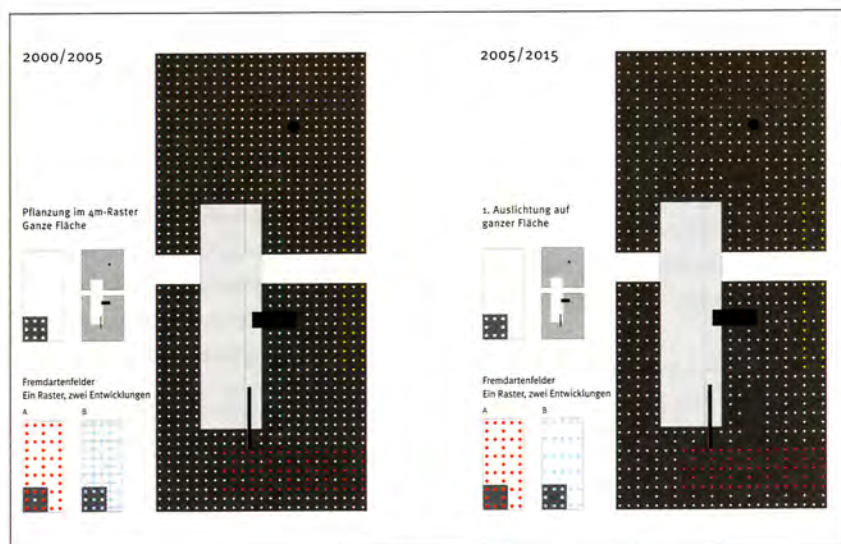 2000/2005
Pflanzung im 4m-Raster
Ganze Fläche
Fremdartenfelder
Ein Raster, zwei Entwicklungen
A B
2005/2015
1. Auslichtung auf
ganzer Fläche
Fremdartenfelder
Ein Raster, zwei Entwicklungen
A B